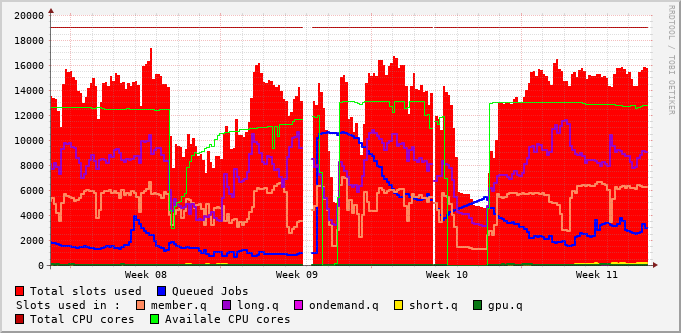 20000
18000
16000
14000
12000
10000
8000
6000
4000
2000
0
Week 08 Week 09 Week 10 Week 11
RRDTOOL / TOBI OETIKER
Total slots used Queued Jobs
Slots used in : member.q long.q ondemand.q short.q gpu.q
Total CPU cores Availale CPU cores